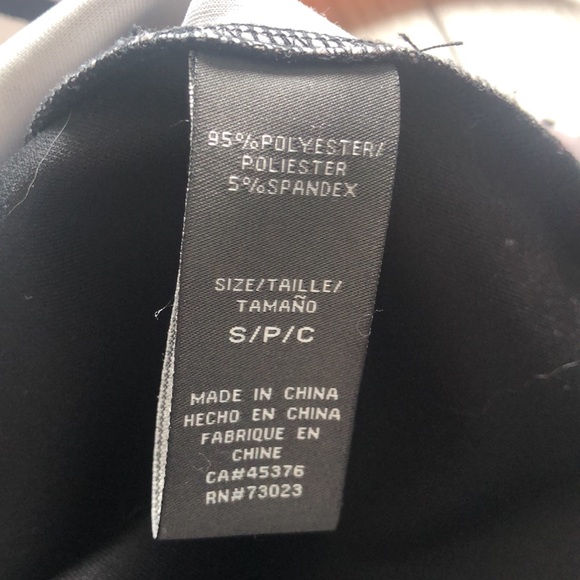 95%POLYESTER/
POLIESTER
5%SPANDEX
SIZE/TAILLE/
TAMAÑO
S/P/C
MADE IN CHINA
HECHO EN CHINA
FABRIQUE EN
CHINE
CA#45376
RN#73023